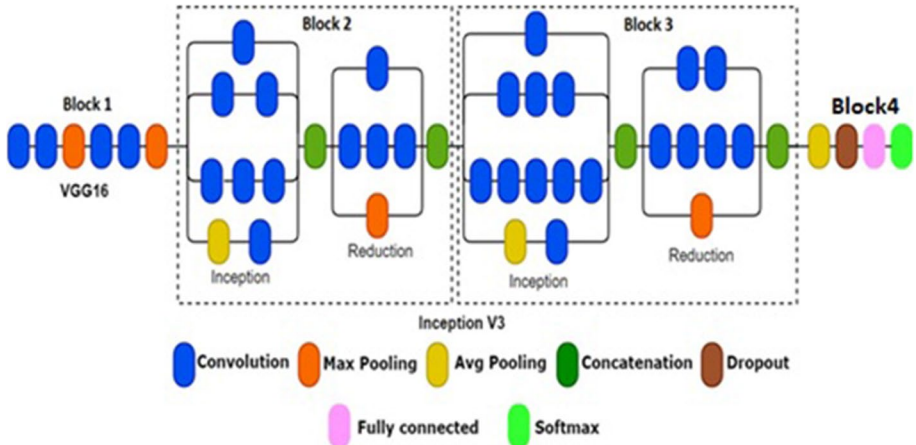 Block 2
Block 3
Block 1
Block4
VGG16
Inception
Reduction
Inception
Reduction
Inception V3
Convolution
Max Pooling
Avg Pooling
Concatenation
Dropout
Fully connected
Softmax